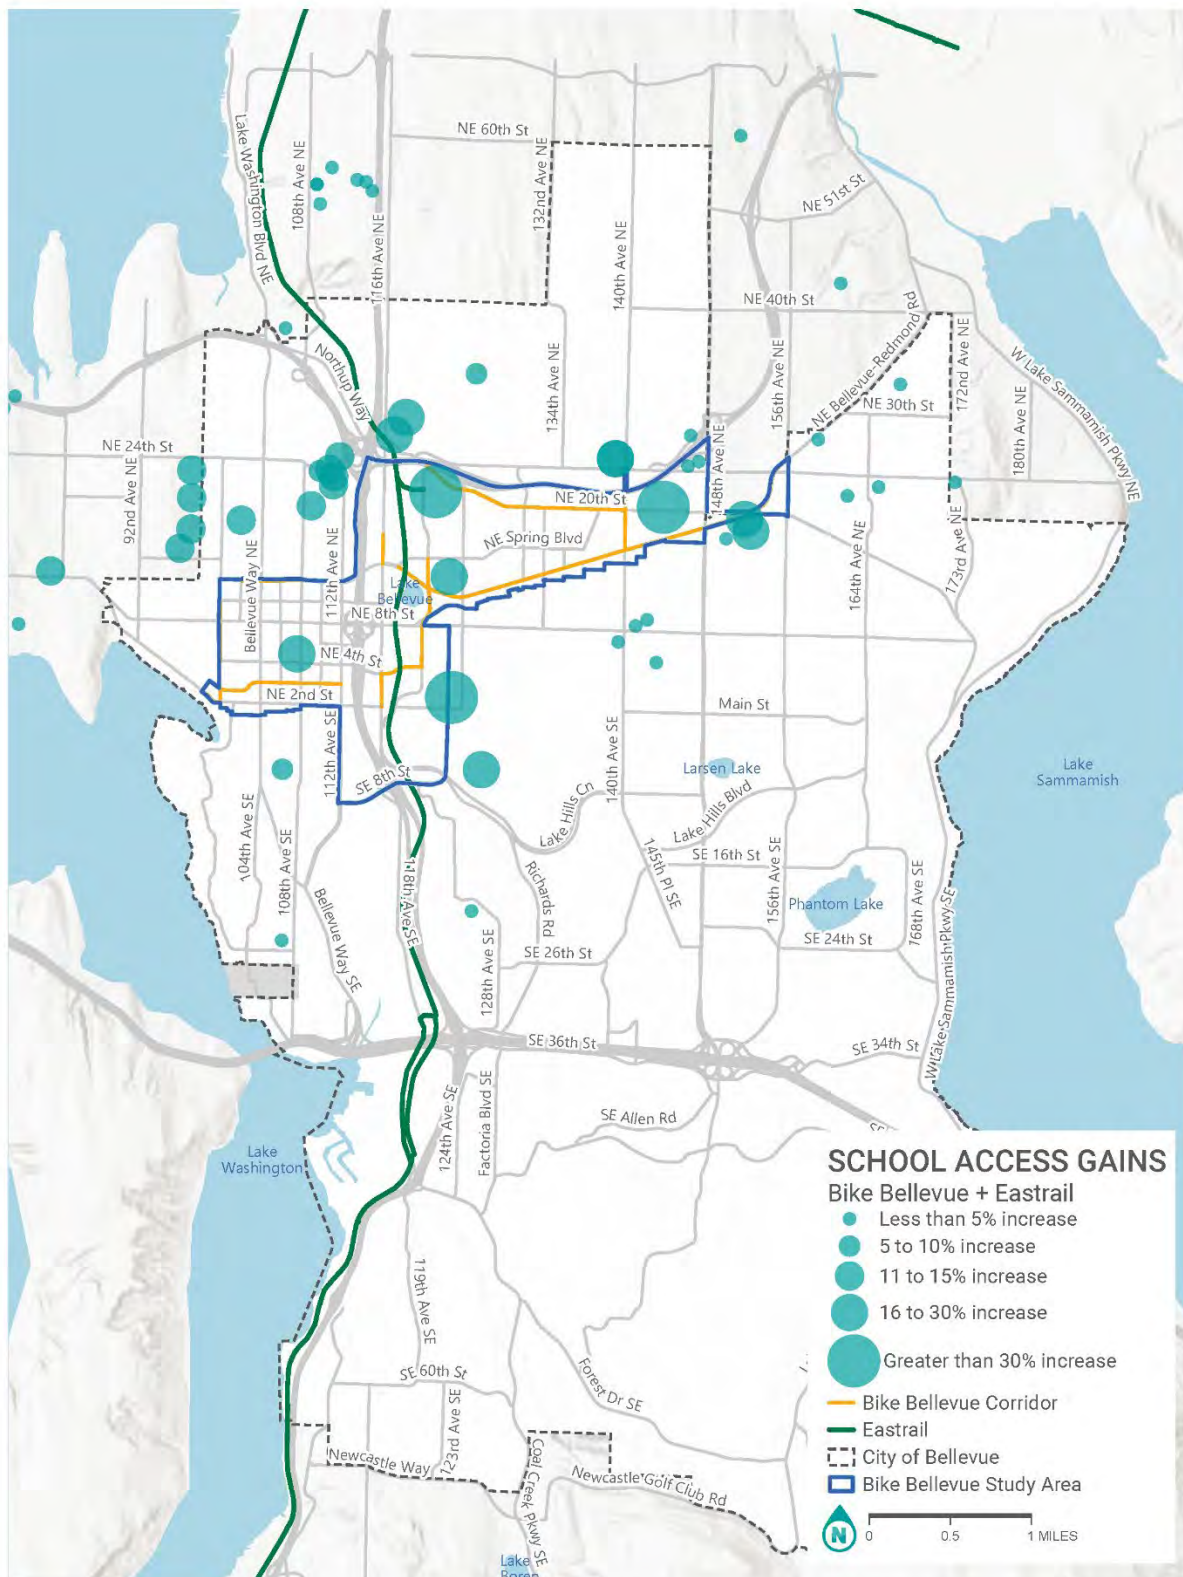 NE 60th St
132nd Ave NE
Lake Washington Blvd NE
108th Ave NE
116th Ave NE
140th Ave NE
NE 51st St
NE 40th St
NE Bellevue-Redmond Rd
W Lake Sammamish Pkwy NE
Northup Way
134th Ave NE
156th Ave NE
172nd Ave NE
NE 30th St
180th Ave NE
NE 24th St
92nd Ave NE
148th Ave NE
NE 20th St
NE Spring Blvd
Bellevue Way NE
112th Ave NE
164th Ave NE
173rd Ave NE
Lake
Bellevue
NE 8th St
NE 4th St
NE 2nd St
Main St
112th Ave SE
SE 8th St
140th Ave SE
Larsen Lake
Lake
Sammamish
Lake Hills Cn
Lake Hills Blvd
104th Ave SE
108th Ave SE
SE 16th St
145th Pl SE
156th Ave SE
168th Ave SE
Phantom Lake
Richards Rd
118th Ave SE
Bellevue Way SE
SE 24th St
SE 26th St
128th Ave SE
W Lake Sammamish Pkwy SE
SE 36th St
SE 34th St
124th Ave SE
Factoria Blvd SE
SE Allen Rd
Lake
Washington
119th Ave SE
SE 60th St
Forest Dr SE
123rd Ave SE
Newcastle Way
Coal Creek Pkwy SE
Newcastle Golf Club Rd
Lake
Boren
SCHOOL ACCESS GAINS
Bike Bellevue + Eastrail
Less than 5% increase
5 to 10% increase
11 to 15% increase
16 to 30% increase
Greater than 30% increase
Bike Bellevue Corridor
Eastrail
City of Bellevue
Bike Bellevue Study Area
N
0 0.5 1 MILES